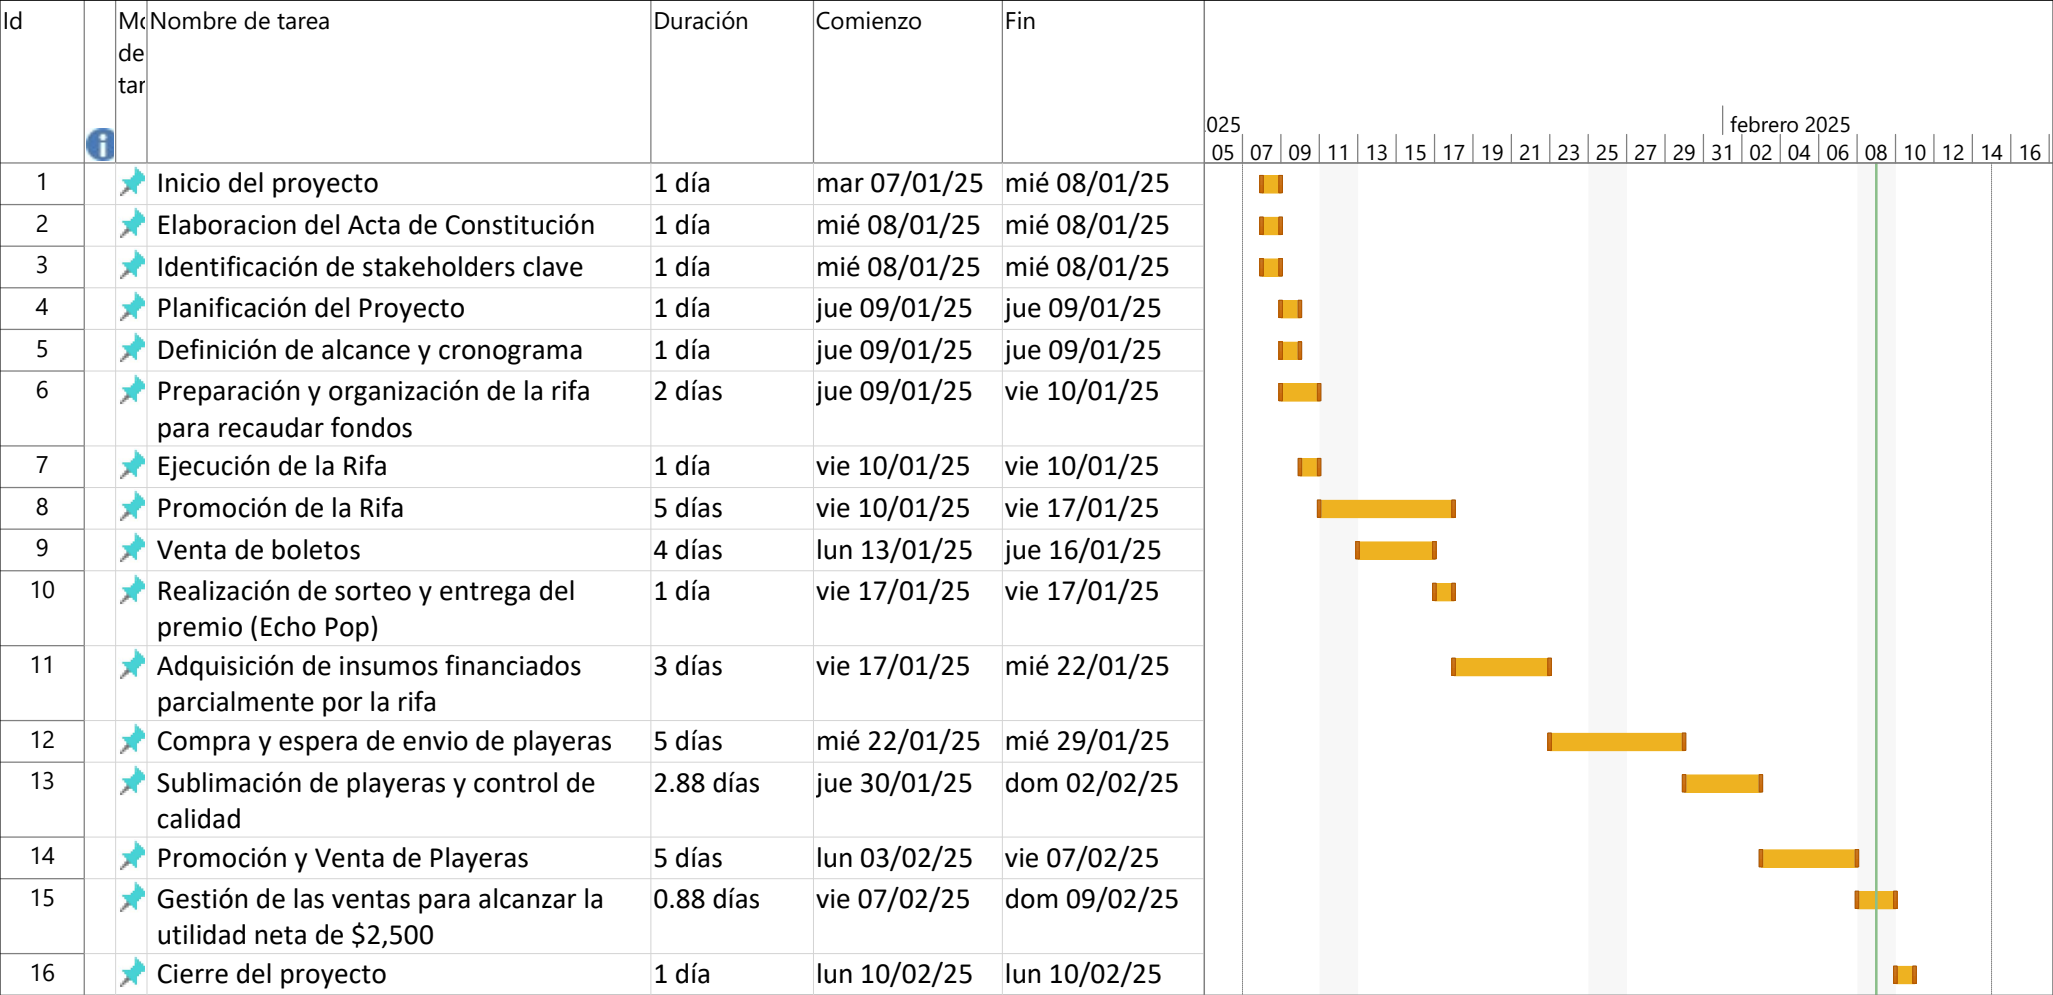 Id
Mo
de
tar
Nombre de tarea
Duración
Comienzo
Fin
025
febrero 2025
05 07 09 11 13 15 17 19 21 23 25 27 29 31 02 04 06 08 10 12 14 16
1 Inicio del proyecto 1 día mar 07/01/25 mié 08/01/25
2 Elaboracion del Acta de Constitución 1 día mié 08/01/25 mié 08/01/25
3 Identificación de stakeholders clave 1 día mié 08/01/25 mié 08/01/25
4 Planificación del Proyecto 1 día jue 09/01/25 jue 09/01/25
5 Definición de alcance y cronograma 1 día jue 09/01/25 jue 09/01/25
6 Preparación y organización de la rifa 2 días jue 09/01/25 vie 10/01/25
para recaudar fondos
7 Ejecución de la Rifa 1 día vie 10/01/25 vie 10/01/25
8 Promoción de la Rifa 5 días vie 10/01/25 vie 17/01/25
9 Venta de boletos 4 días lun 13/01/25 jue 16/01/25
10 Realización de sorteo y entrega del 1 día vie 17/01/25 vie 17/01/25
premio (Echo Pop)
11 Adquisición de insumos financiados 3 días vie 17/01/25 mié 22/01/25
parcialmente por la rifa
12 Compra y espera de envio de playeras 5 días mié 22/01/25 mié 29/01/25
13 Sublimación de playeras y control de 2.88 días jue 30/01/25 dom 02/02/25
calidad
14 Promoción y Venta de Playeras 5 días lun 03/02/25 vie 07/02/25
15 Gestión de las ventas para alcanzar la 0.88 días vie 07/02/25 dom 09/02/25
utilidad neta de $2,500
16 Cierre del proyecto 1 día lun 10/02/25 lun 10/02/25